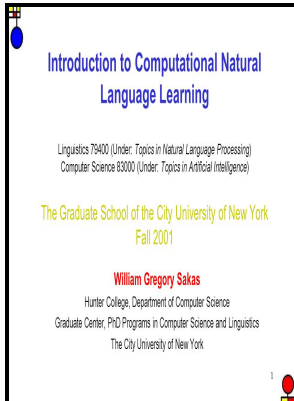 Introduction to Computational Natural
Language Learning
Linguistics 79400 (Under: Topics in Natural Language Processing)
Computer Science 83000 (Under: Topics in Artificial Intelligence)
The Graduate School of the City University of New York
Fall 2001
William Gregory Sakas
Hunter College, Department of Computer Science
Graduate Center, PhD Programs in Computer Science and Linguistics
The City University of New York
1